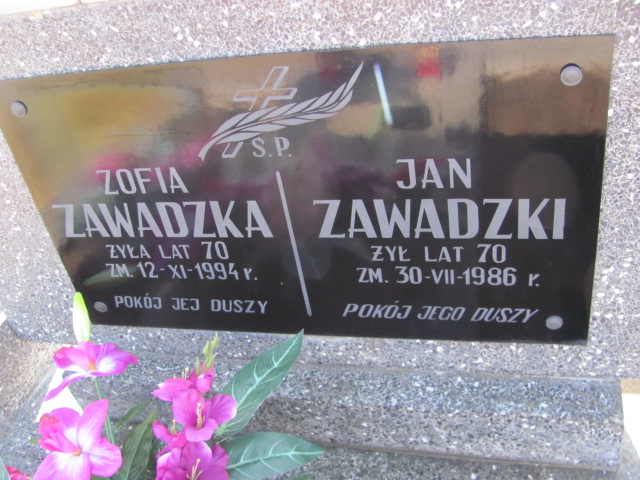 Ś.P.
ZOFIA
ZAWADZKA
ŻYŁA LAT 70
ZM. 12-XI-1994 r.
POKÓJ JEJ DUSZY
JAN
ZAWADZKI
ŻYŁ LAT 70
ZM. 30-VII-1986 r.
POKÓJ JEGO DUSZY